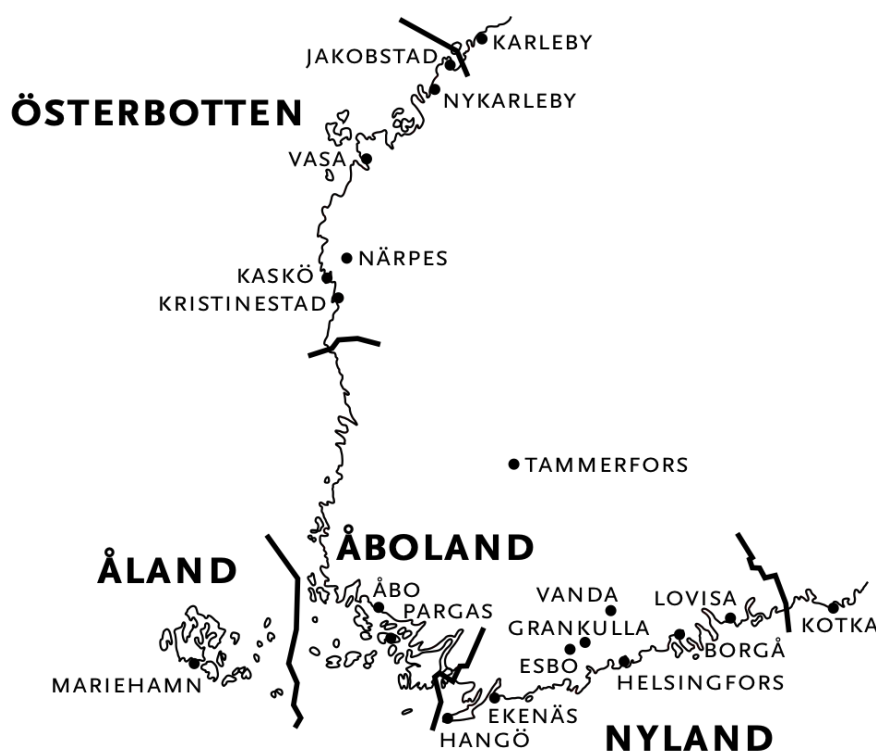 KARLEBY
JAKOBSTAD
NYKARLEBY
ÖSTERBOTTEN
VASA
NÄRPES
KASKÖ
KRISTINESTAD
TAMMERFORS
ÅBOLAND
ÅLAND
ÅBO
PARGAS
VANDA
LOVISA
GRANKULLA
KOTKA
BORGÅ
ESBO
HELSINGFORS
MARIEHAMN
EKENÄS
HANGÖ
NYLAND